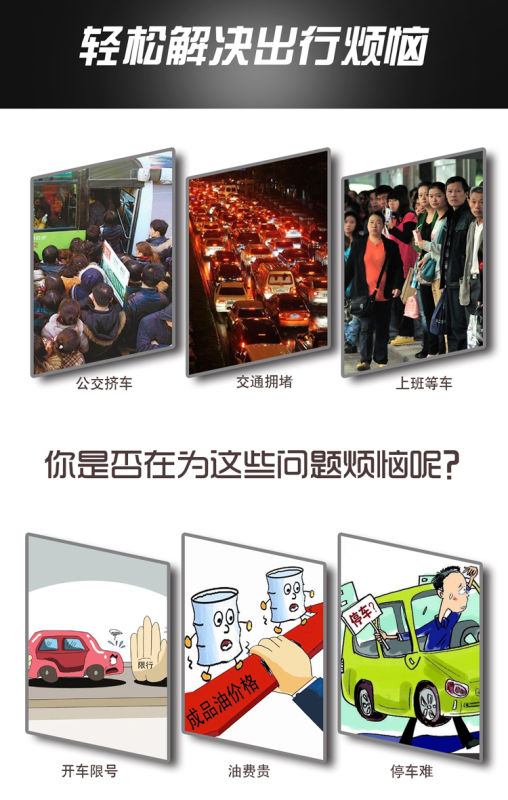 轻松解决出行烦恼
公交挤车
交通拥堵
上班等车
你是否在为这些问题烦恼呢?
限行
成品油价格
停车?
开车限号
油费贵
停车难